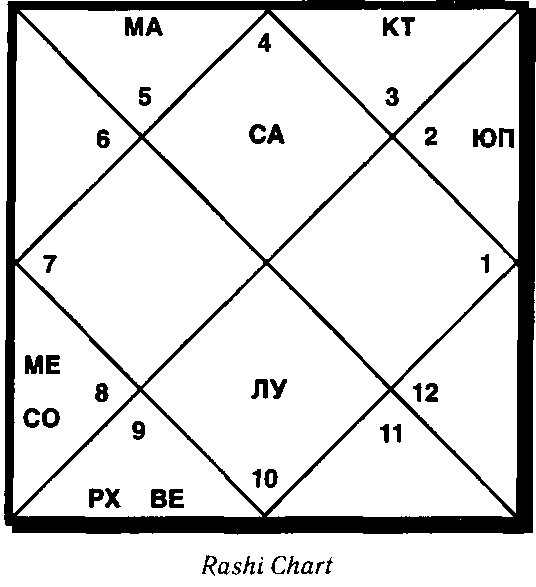 МА 4 КТ
5 3
6 СА 2 ЮП
7 1
МЕ
8 ЛУ 12
СО
9 11
10
РХ ВЕ
Rashi Chart